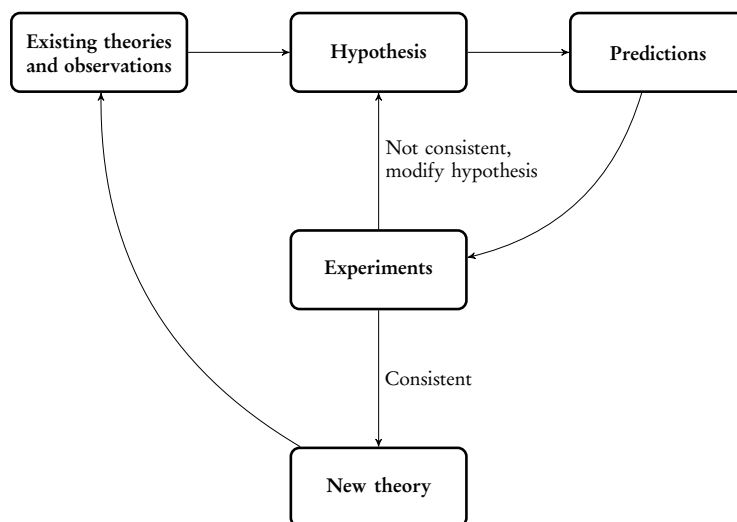 Existing theories
and observations
Hypothesis
Predictions
Not consistent,
modify hypothesis
Experiments
Consistent
New theory